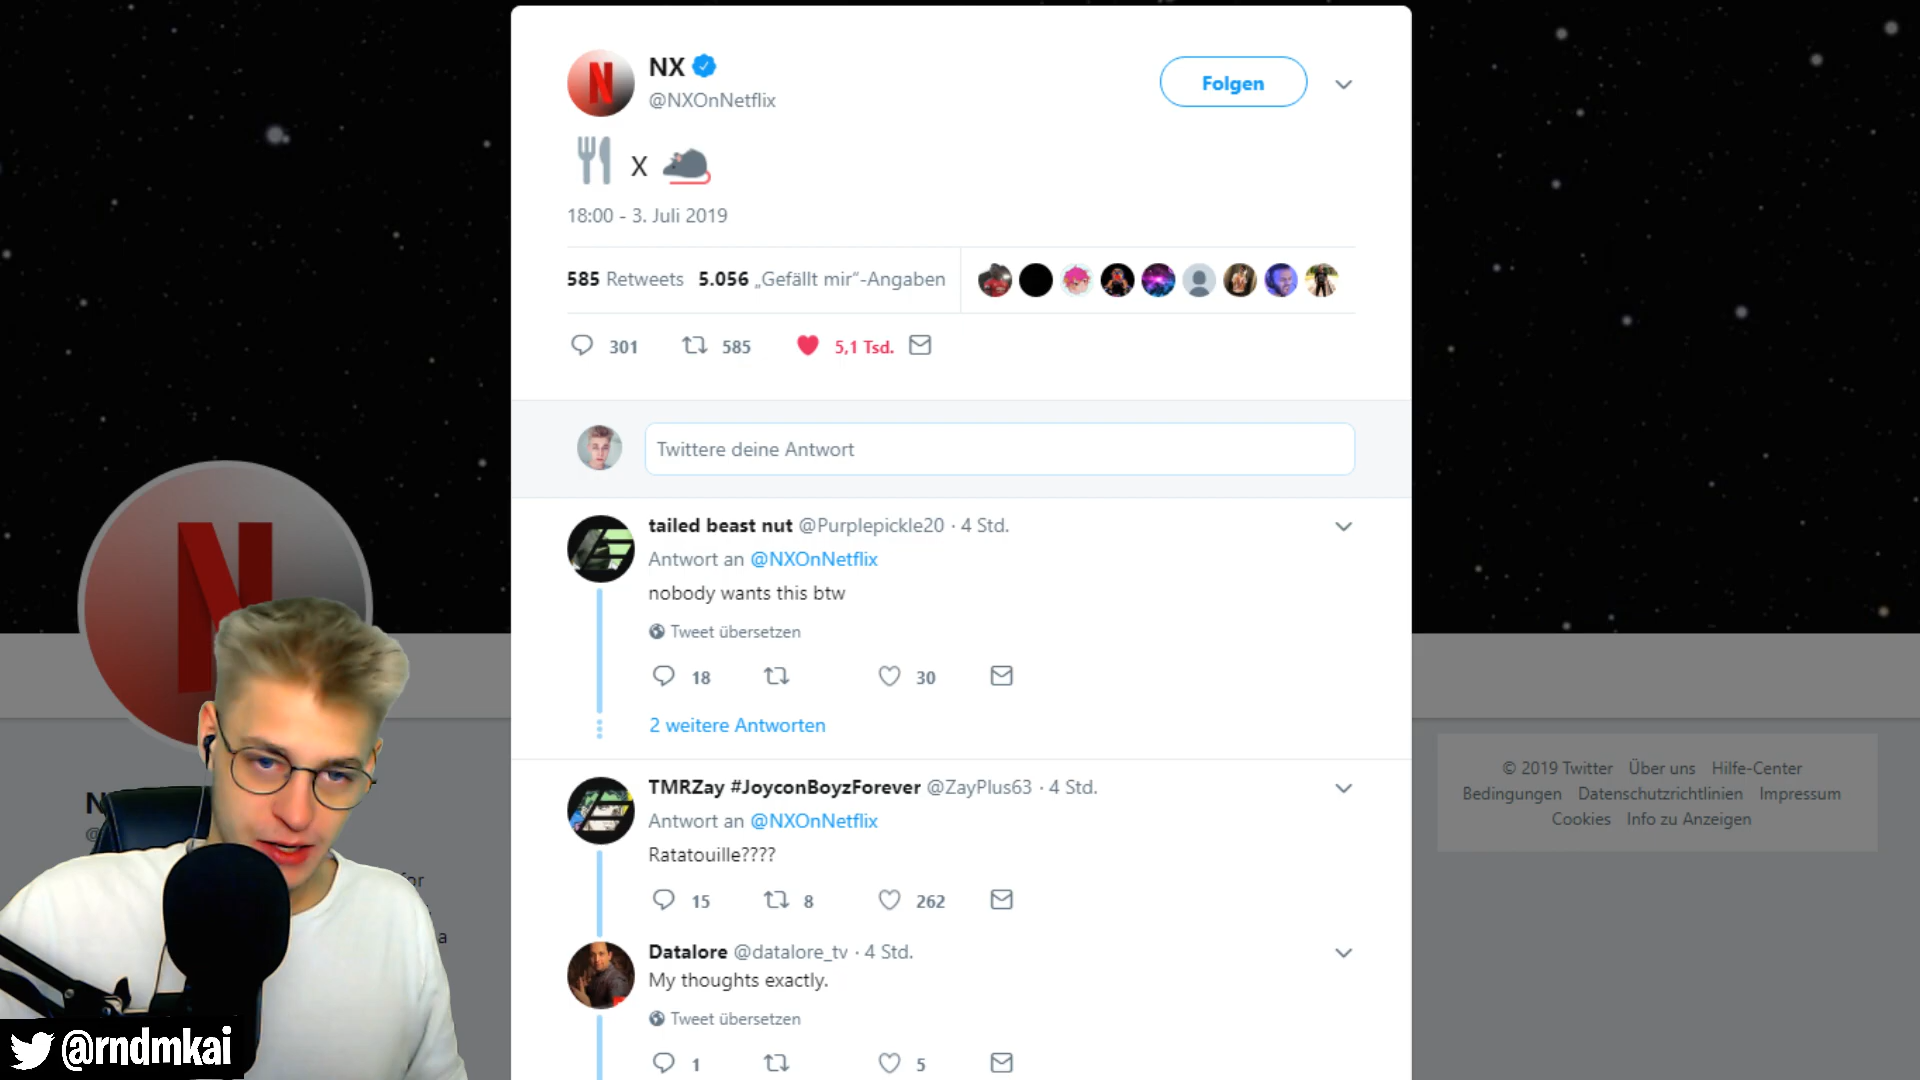 NX
@NXOnNetflix
Folgen
x
18:00 - 3. Juli 2019
585 Retweets 5.056 „Gefällt mir“-Angaben
301 585 5,1 Tsd.
Twittere deine Antwort
tailed beast nut @Purplepickle20 · 4 Std.
Antwort an @NXOnNetflix
nobody wants this btw
Tweet übersetzen
18 30
2 weitere Antworten
TMRZay #JoyconBoyzForever @ZayPlus63 · 4 Std.
Antwort an @NXOnNetflix
Ratatouille????
15 8 262
Datalore @datalore_tv · 4 Std.
My thoughts exactly.
Tweet übersetzen
1 5
© 2019 Twitter Über uns Hilfe-Center
Bedingungen Datenschutzrichtlinien Impressum
Cookies Info zu Anzeigen
@rndmkai